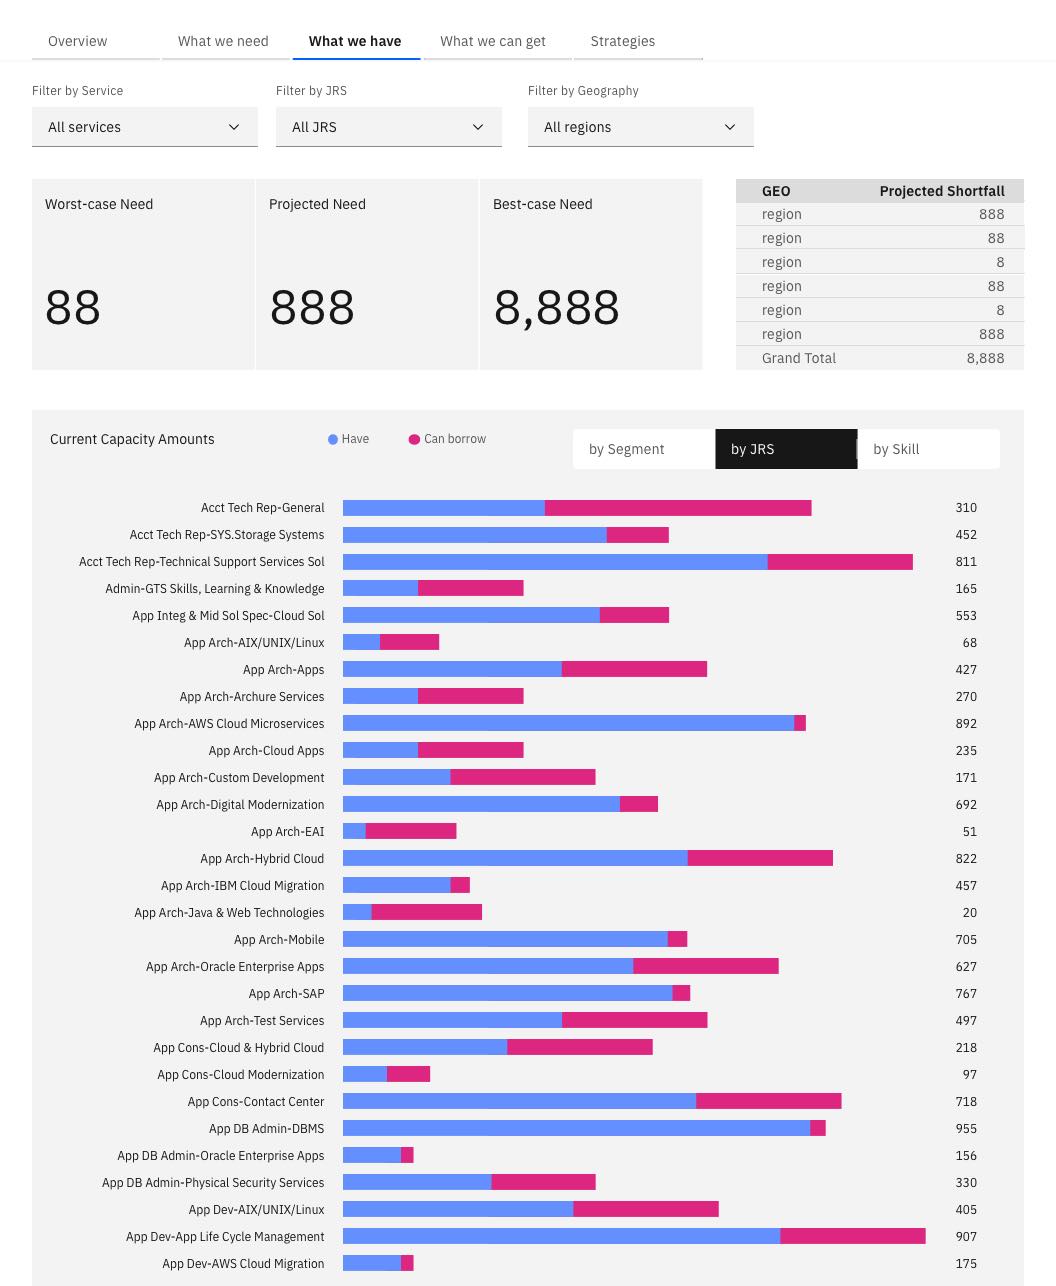 Overview What we need What we have What we can get Strategies
Filter by Service Filter by JRS Filter by Geography
All services All JRS All regions
Worst-case Need Projected Need Best-case Need
88 888 8,888
GEO Projected Shortfall
region 888
region 88
region 8
region 88
region 8
region 888
Grand Total 8,888
Current Capacity Amounts Have Can borrow by Segment by JRS by Skill
Acct Tech Rep-General 310
Acct Tech Rep-SYS.Storage Systems 452
Acct Tech Rep-Technical Support Services Sol 811
Admin-GTS Skills, Learning & Knowledge 165
App Integ & Mid Sol Spec-Cloud Sol 553
App Arch-AIX/UNIX/Linux 68
App Arch-Apps 427
App Arch-Archure Services 270
App Arch-AWS Cloud Microservices 892
App Arch-Cloud Apps 235
App Arch-Custom Development 171
App Arch-Digital Modernization 692
App Arch-EAI 51
App Arch-Hybrid Cloud 822
App Arch-IBM Cloud Migration 457
App Arch-Java & Web Technologies 20
App Arch-Mobile 705
App Arch-Oracle Enterprise Apps 627
App Arch-SAP 767
App Arch-Test Services 497
App Cons-Cloud & Hybrid Cloud 218
App Cons-Cloud Modernization 97
App Cons-Contact Center 718
App DB Admin-DBMS 955
App DB Admin-Oracle Enterprise Apps 156
App DB Admin-Physical Security Services 330
App Dev-AIX/UNIX/Linux 405
App Dev-App Life Cycle Management 907
App Dev-AWS Cloud Migration 175